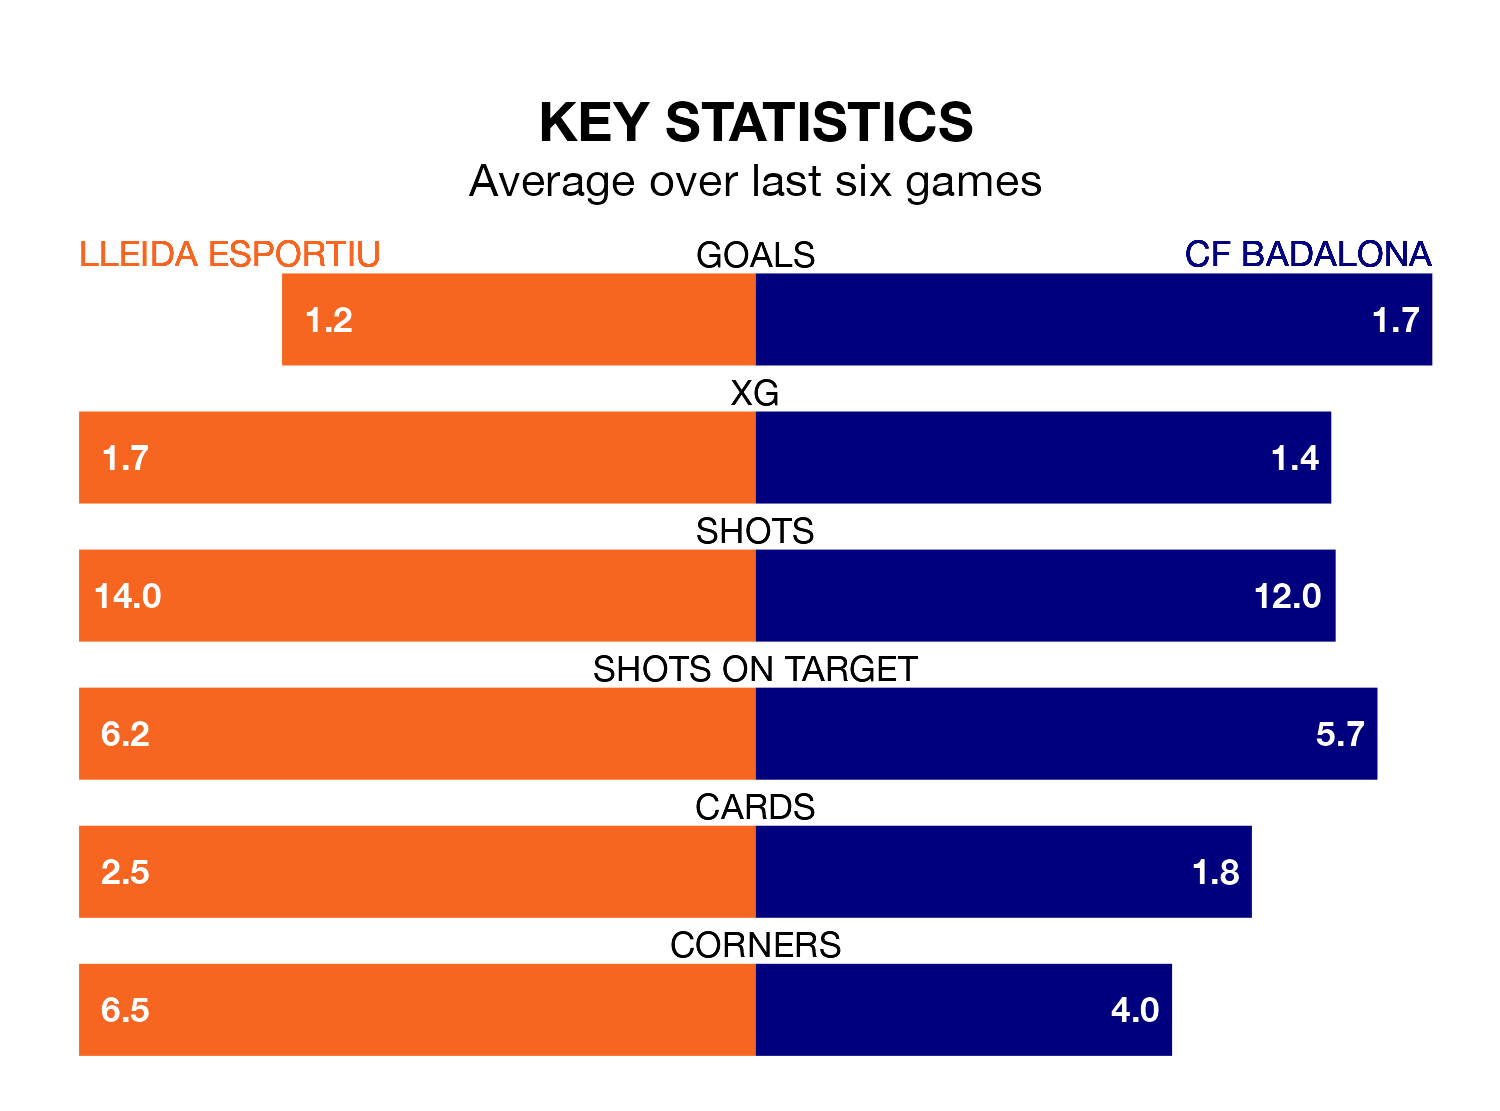 KEY STATISTICS
Average over last six games
LLEIDA ESPORTIU GOALS CF BADALONA
1.2 1.7
XG
1.7 1.4
SHOTS
14.0 12.0
SHOTS ON TARGET
6.2 5.7
CARDS
2.5 1.8
CORNERS
6.5 4.0